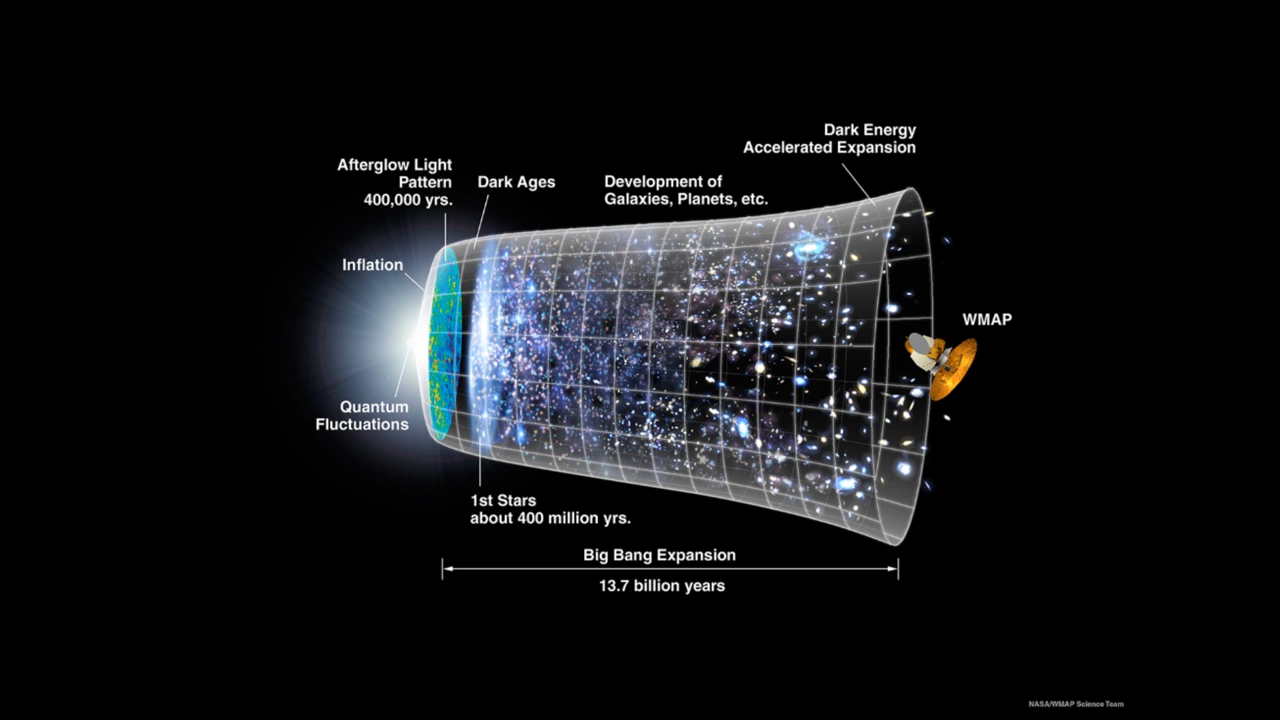 Dark Energy
Accelerated Expansion
Afterglow Light
Pattern
400,000 yrs.
Dark Ages
Development of
Galaxies, Planets, etc.
Inflation
WMAP
Quantum
Fluctuations
1st Stars
about 400 million yrs.
Big Bang Expansion
13.7 billion years
NASA/WMAP Science Team